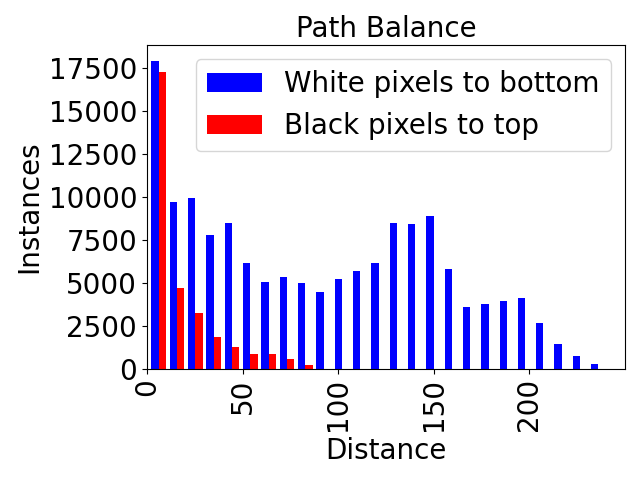 Path Balance
White pixels to bottom
Black pixels to top
Instances
17500
15000
12500
10000
7500
5000
2500
0
0
50
100
150
200
Distance